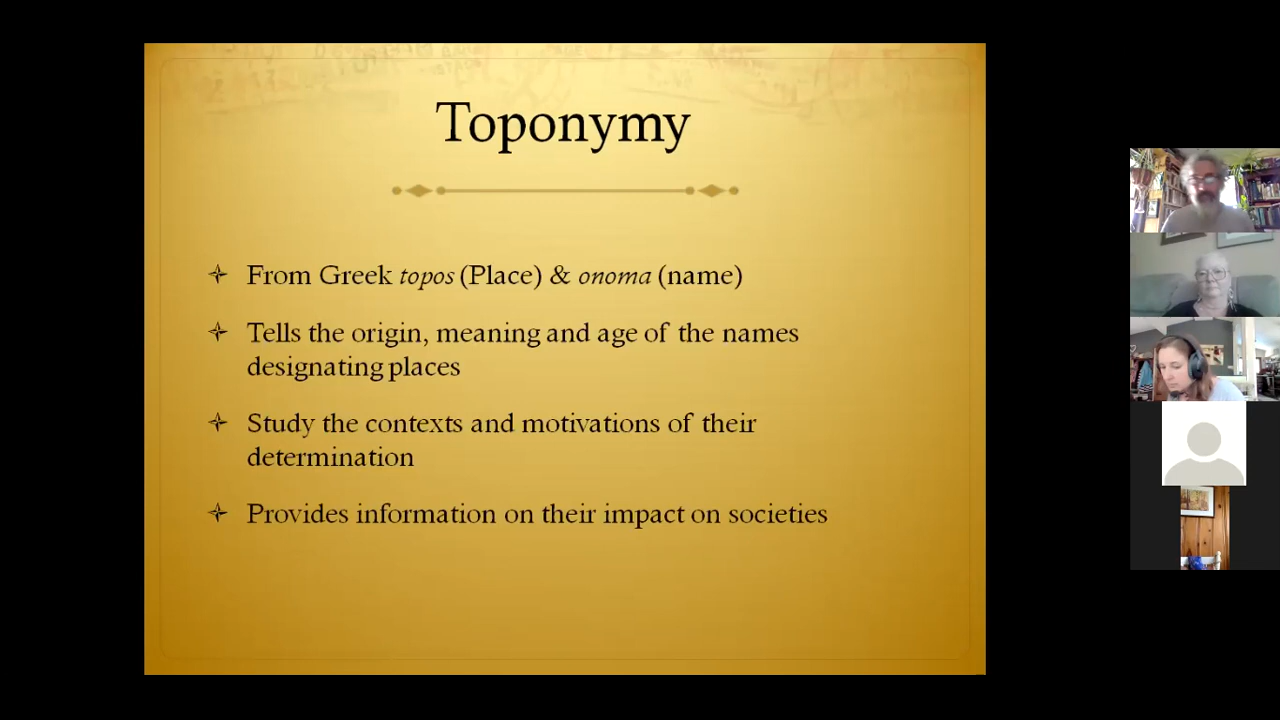 Toponymy
From Greek topos (Place) & onoma (name)
Tells the origin, meaning and age of the names
designating places
Study the contexts and motivations of their
determination
Provides information on their impact on societies